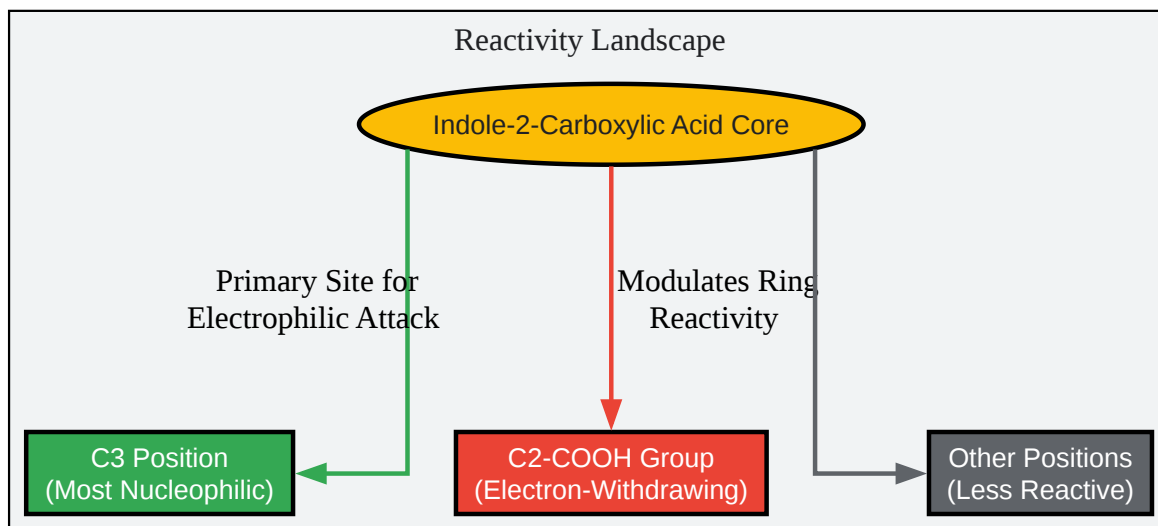 Reactivity Landscape
Indole-2-Carboxylic Acid Core
Primary Site for
Electrophilic Attack
Modulates Ring
Reactivity
C3 Position
(Most Nucleophilic)
C2-COOH Group
(Electron-Withdrawing)
Other Positions
(Less Reactive)